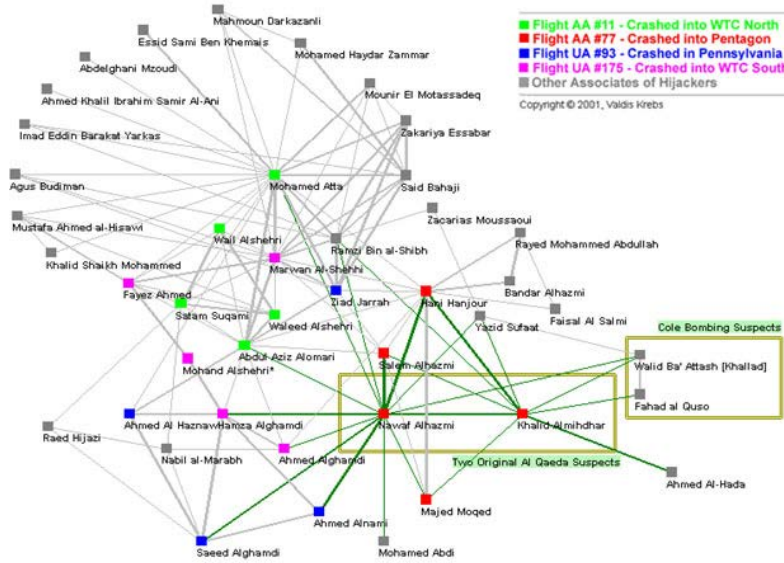 Mahmoun Darkazanli
Essid Sami Ben Khemais
Mohamed Haydar Zammar
Abdelghani Mzoudi
Flight AA #11 - Crashed into WTC North
Flight AA #77 - Crashed into Pentagon
Flight UA #93 - Crashed in Pennsylvania
Flight UA #175 - Crashed into WTC South
Other Associates of Hijackers
Copyright © 2001, Valdis Krebs
Ahmed Khalil Ibrahim Samir Al-Ani
Mounir El Motassadeq
Imad Eddin Barakat Yarkas
Zakariya Essabar
Agus Budiman
Mohamed Atta
Said Bahaji
Mustafa Ahmed al-Hisawi
Wail Alshehri
Ramzi Bin al-Shibh
Zacarias Moussaoui
Rayed Mohammed Abdullah
Khalid Shaikh Mohammed
Marwan Al-Shehhi
Fayez Ahmed
Ziad Jarrah
Hani Hanjour
Bandar Alhazmi
Satam Suqami
Waleed Alshehri
Yazid Sufaat
Faisal Al Salmi
Cole Bombing Suspects
Abdul Aziz Alomari
Mohand Alshehri*
Salem Alhazmi
Walid Ba' Attash [Khallad]
Fahad al Quso
Raed Hijazi
Ahmed Al Haznawi
Hamza Alghamdi
Nawaf Alhazmi
Khalid Almihdhar
Nabil al-Marabh
Ahmed Alghamdi
Two Original Al Qaeda Suspects
Ahmed Al-Hada
Ahmed Alnami
Majed Moqed
Saeed Alghamdi
Mohamed Abdi